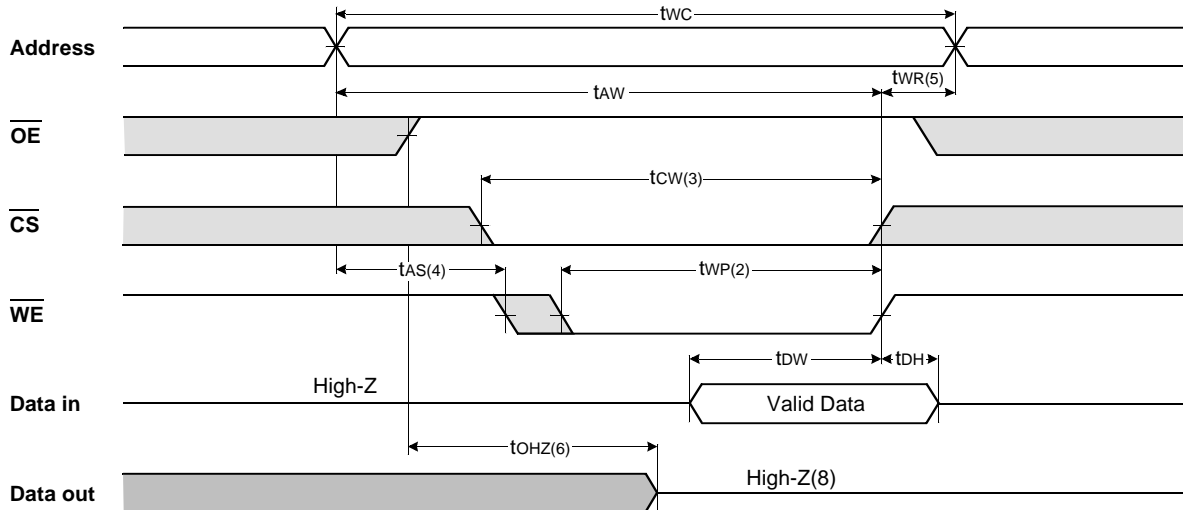 tWC
Address
tAW
tWR(5)
OE
tCW(3)
CS
tAS(4)
tWP(2)
WE
tDW
tDH
High-Z
Data in
Valid Data
tOHZ(6)
High-Z(8)
Data out